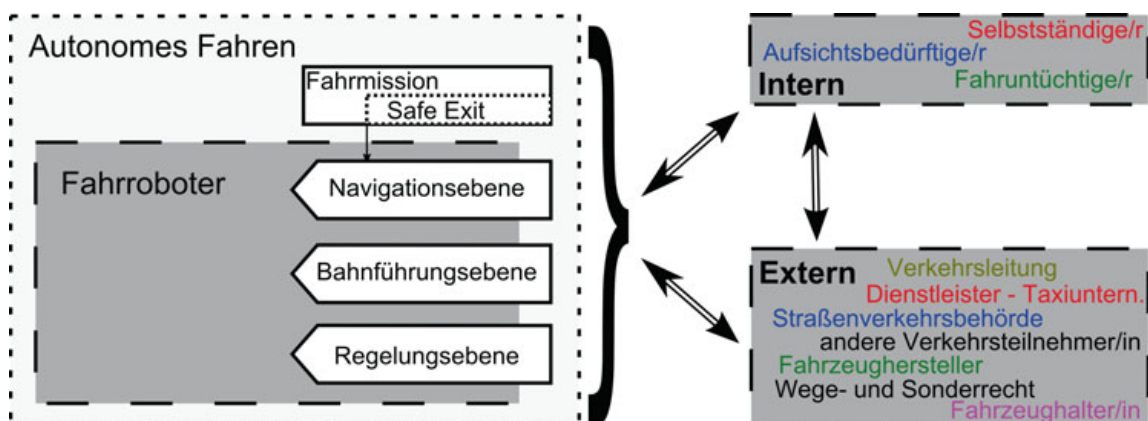 Autonomes Fahren
Fahrmission
Safe Exit
Fahrroboter
Navigationsebene
Bahnführungsebene
Regelungsebene
Selbstständige/r
Aufsichtsbedürftige/r
Fahruntüchtige/r
Intern
Extern
Verkehrsleitung
Dienstleister - Taxiuntern.
Straßenverkehrsbehörde
andere Verkehrsteilnehmer/in
Fahrzeughersteller
Wege- und Sonderrecht
Fahrzeughalter/in